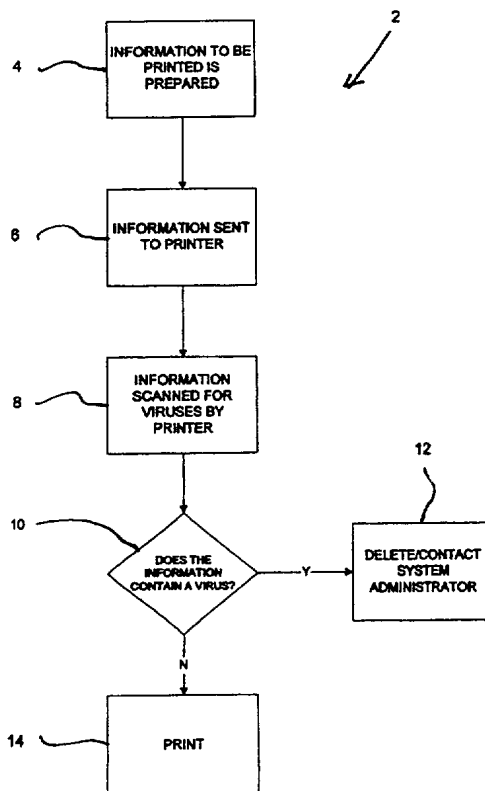 2
4
INFORMATION TO BE
PRINTED IS
PREPARED
6
INFORMATION SENT
TO PRINTER
8
INFORMATION
SCANNED FOR
VIRUSES BY
PRINTER
10
DOES THE
INFORMATION
CONTAIN A VIRUS?
Y
12
DELETE/CONTACT
SYSTEM
ADMINISTRATOR
N
14
PRINT